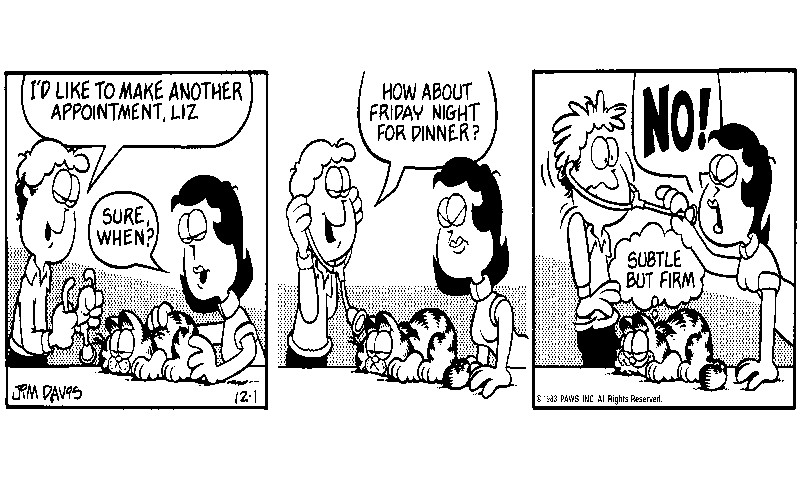 I'D LIKE TO MAKE ANOTHER
APPOINTMENT, LIZ
SURE,
WHEN?
JIM DAVIS
12·1
HOW ABOUT
FRIDAY NIGHT
FOR DINNER?
NO!
SUBTLE
BUT FIRM
© 1983 PAWS INC All Rights Reserved.